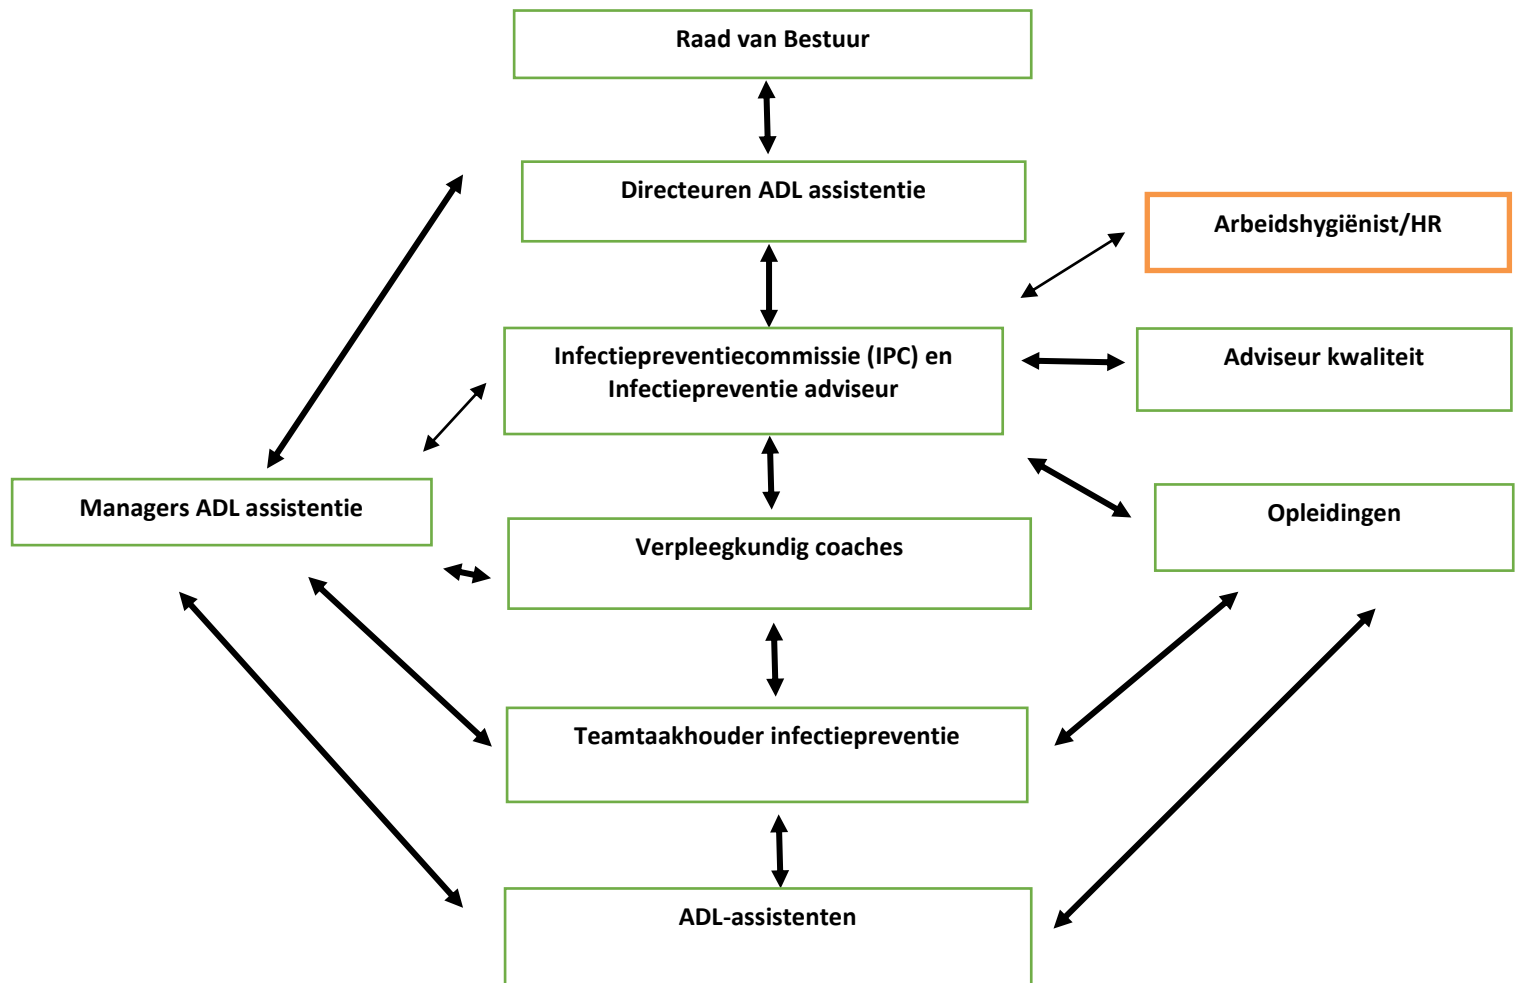 Raad van Bestuur
Directeuren ADL assistentie
Arbeidshygiënist/HR
Infectiepreventiecommissie (IPC) en
Infectiepreventie adviseur
Adviseur kwaliteit
Managers ADL assistentie
Opleidingen
Verpleegkundig coaches
Teamtaakhouder infectiepreventie
ADL-assistenten